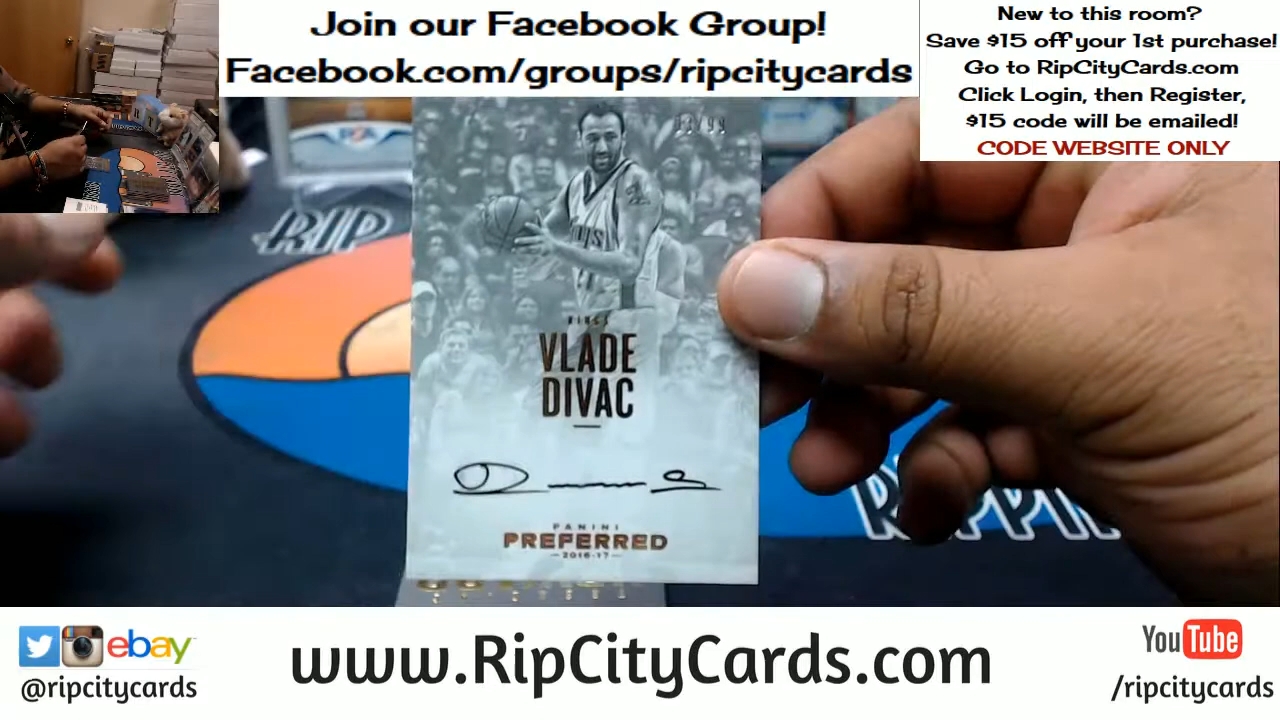 Join our Facebook Group!
Facebook.com/groups/ripcitycards
New to this room?
Save $15 off your 1st purchase!
Go to RipCityCards.com
Click Login, then Register,
$15 code will be emailed!
CODE WEBSITE ONLY
RIP
KINGS
VLADE
DIVAC
PANINI
PREFERRED
2016-17
www.RipCityCards.com
ebay
@ripcitycards
YouTube
/ripcitycards